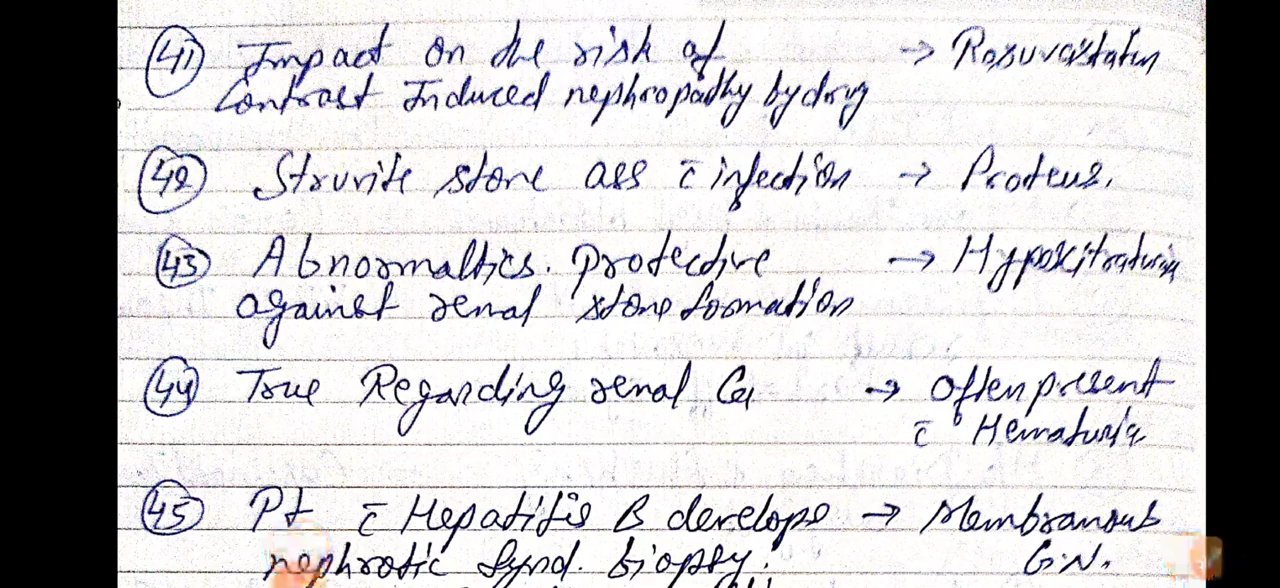 (41) Impact on the risk of → Rosuvastatin
Contrast Induced nephropathy by drug
(42) Struvite stone ass c̄ infection → Proteus.
(43) Abnormaltics. protective → Hypocitraturia
against renal stone formation
(44) True Regarding renal Ca → Often present
c̄ Hematuria
(45) Pt c̄ Hepatitis B develops → Membranous
nephrotic Synd. biopsy. G.N.